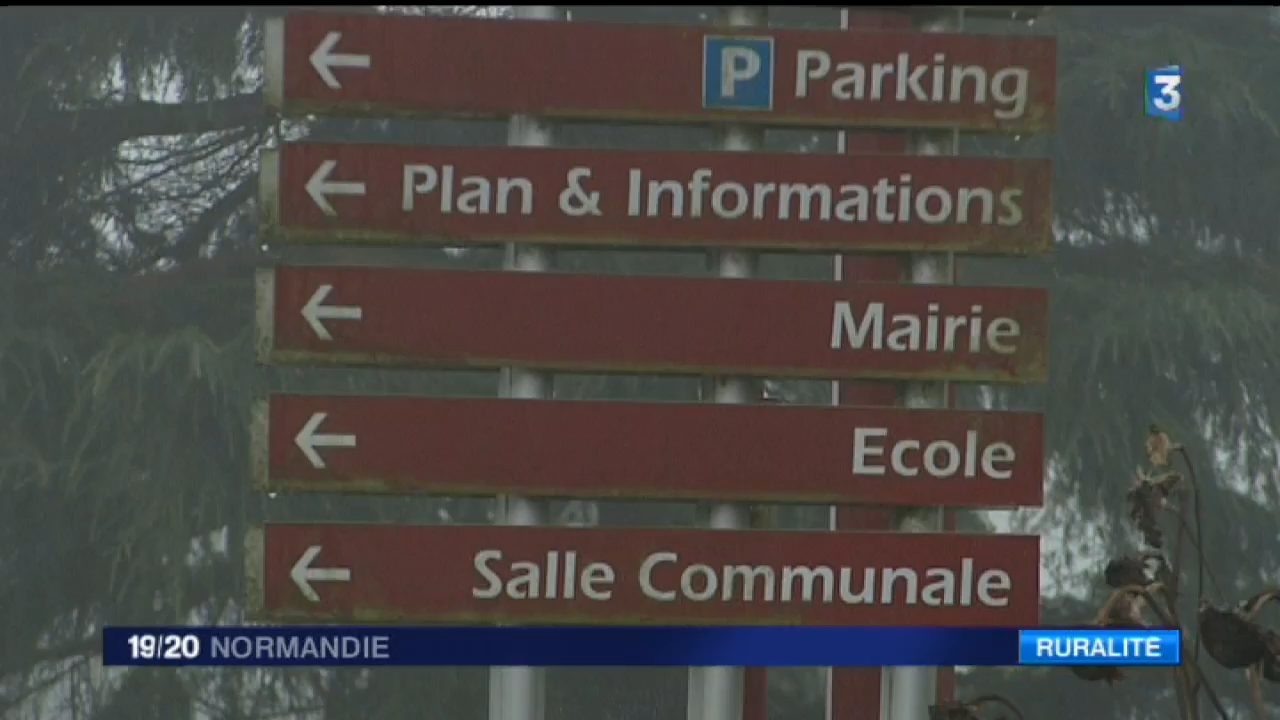 P Parking
3
Plan & Informations
Mairie
Ecole
Salle Communale
19/20 NORMANDIE
RURALITÉ